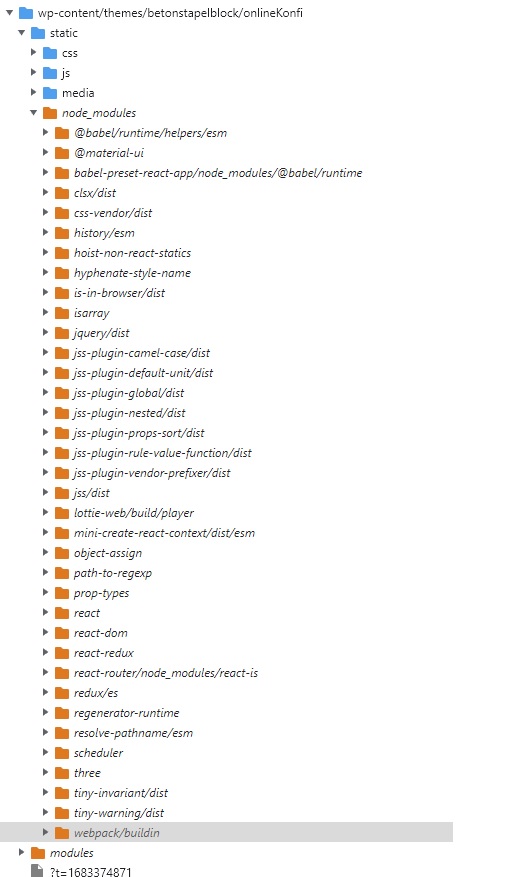 wp-content/themes/betonstapelblock/onlineKonfi
static
css
js
media
node_modules
@babel/runtime/helpers/esm
@material-ui
babel-preset-react-app/node_modules/@babel/runtime
clsx/dist
css-vendor/dist
history/esm
hoist-non-react-statics
hyphenate-style-name
is-in-browser/dist
isarray
jquery/dist
jss-plugin-camel-case/dist
jss-plugin-default-unit/dist
jss-plugin-global/dist
jss-plugin-nested/dist
jss-plugin-props-sort/dist
jss-plugin-rule-value-function/dist
jss-plugin-vendor-prefixer/dist
jss/dist
lottie-web/build/player
mini-create-react-context/dist/esm
object-assign
path-to-regexp
prop-types
react
react-dom
react-redux
react-router/node_modules/react-is
redux/es
regenerator-runtime
resolve-pathname/esm
scheduler
three
tiny-invariant/dist
tiny-warning/dist
webpack/buildin
modules
?t=1683374871